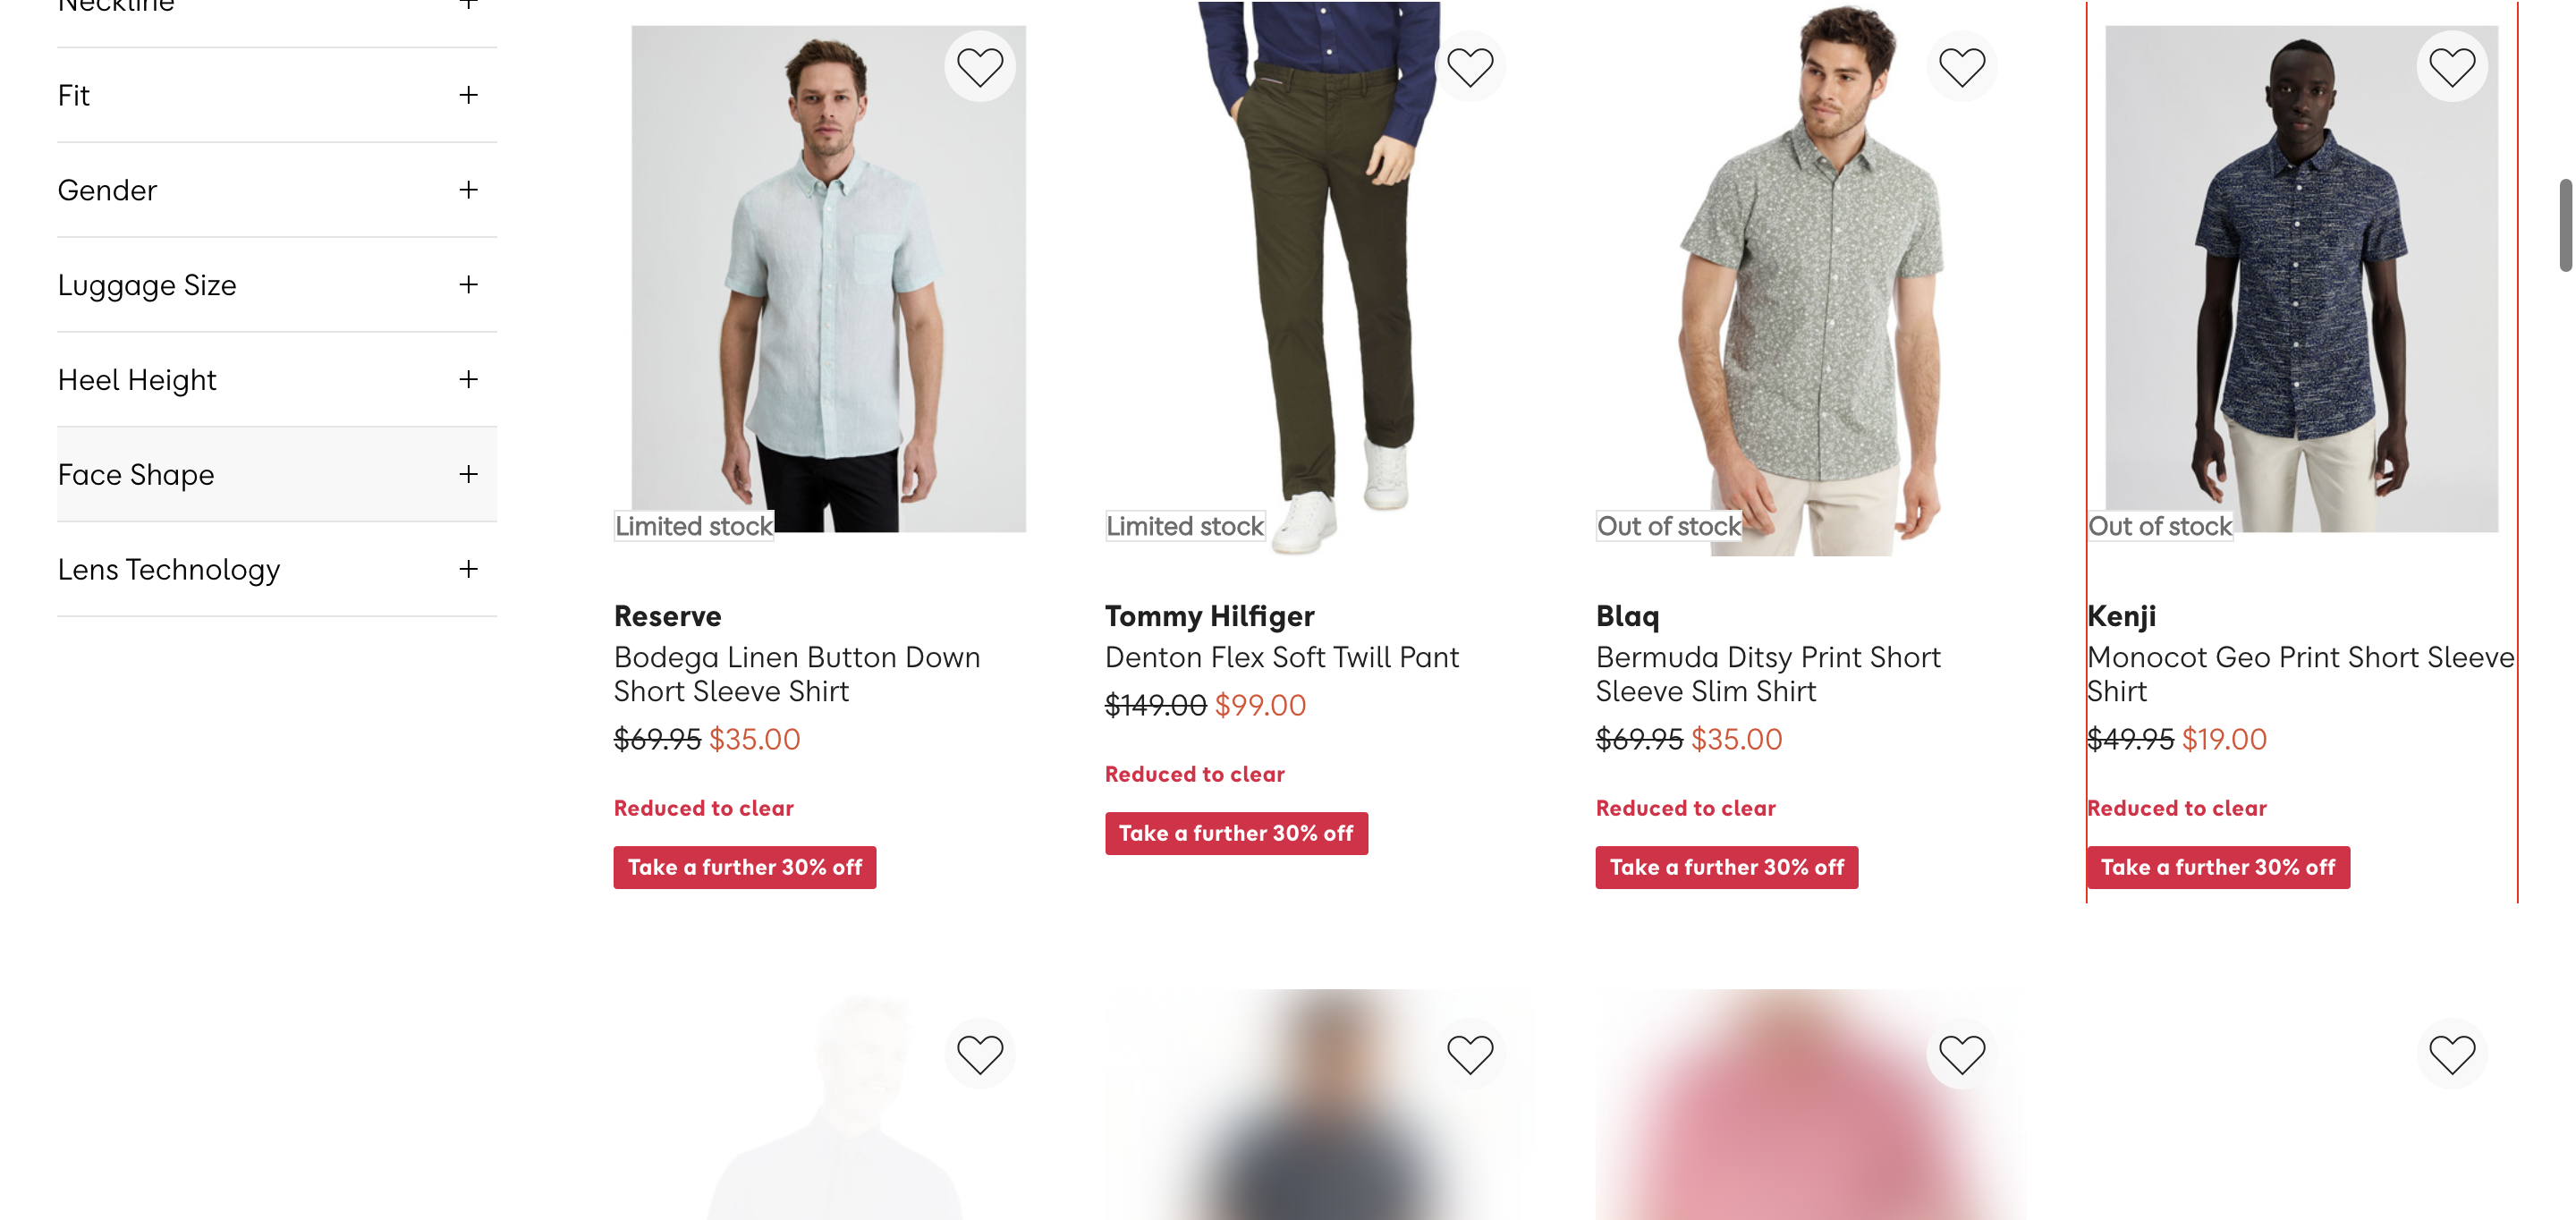 Neckline
Fit
Gender
Luggage Size
Heel Height
Face Shape
Lens Technology
Limited stock
Reserve
Bodega Linen Button Down
Short Sleeve Shirt
$69.95 $35.00
Reduced to clear
Take a further 30% off
Limited stock
Tommy Hilfiger
Denton Flex Soft Twill Pant
$149.00 $99.00
Reduced to clear
Take a further 30% off
Out of stock
Blaq
Bermuda Ditsy Print Short
Sleeve Slim Shirt
$69.95 $35.00
Reduced to clear
Take a further 30% off
Out of stock
Kenji
Monocot Geo Print Short Sleeve
Shirt
$49.95 $19.00
Reduced to clear
Take a further 30% off